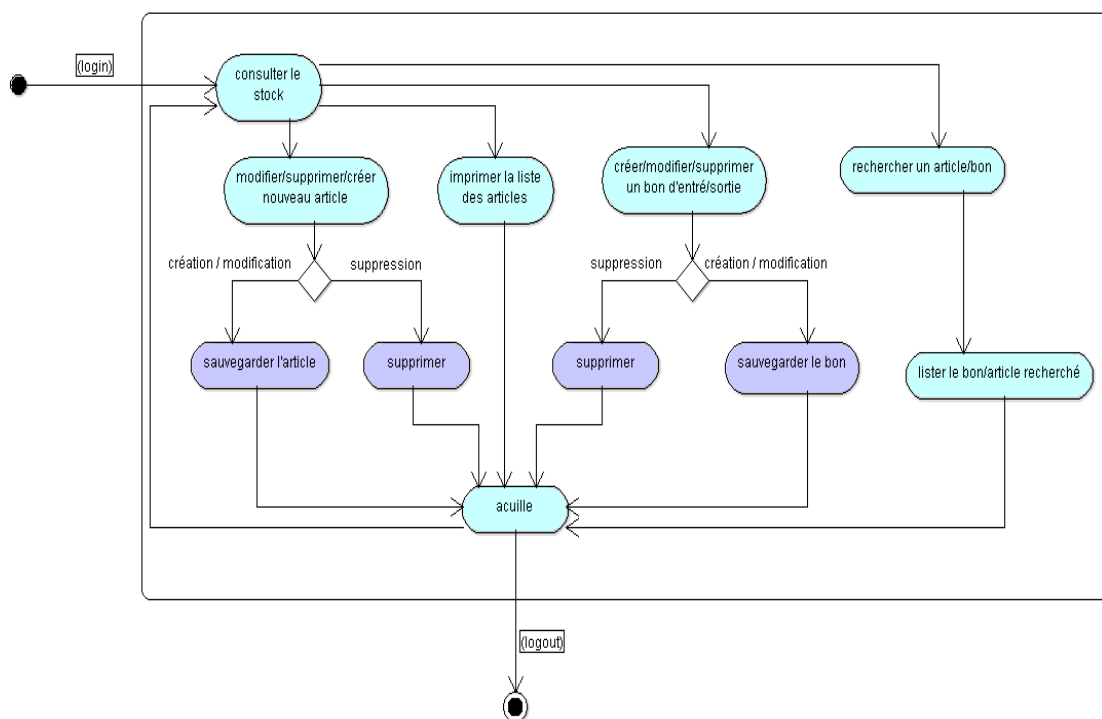 (login)
consulter le
stock
modifier/supprimer/créer
nouveau article
imprimer la liste
des articles
créer/modifier/supprimer
un bon d'entré/sortie
rechercher un article/bon
création / modification
suppression
suppression
création / modification
sauvegarder l'article
supprimer
supprimer
sauvegarder le bon
lister le bon/article recherché
acuille
(logout)